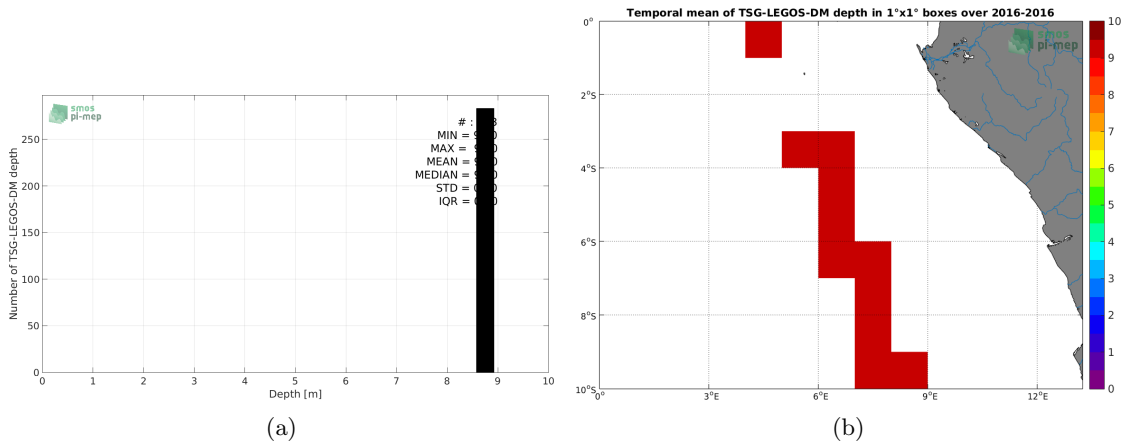 smos
pi-mep
# :
MIN =
MAX =
MEAN =
MEDIAN =
STD =
IQR =
Number of TSG-LEGOS-DM depth
250
200
150
100
50
0
0 1 2 3 4 5 6 7 8 9 10
Depth [m]
(a)
Temporal mean of TSG-LEGOS-DM depth in 1°x1° boxes over 2016-2016
smos
pi-mep
0°
2°S
4°S
6°S
8°S
10°S
0° 3°E 6°E 9°E 12°E
10
9
8
7
6
5
4
3
2
1
0
(b)